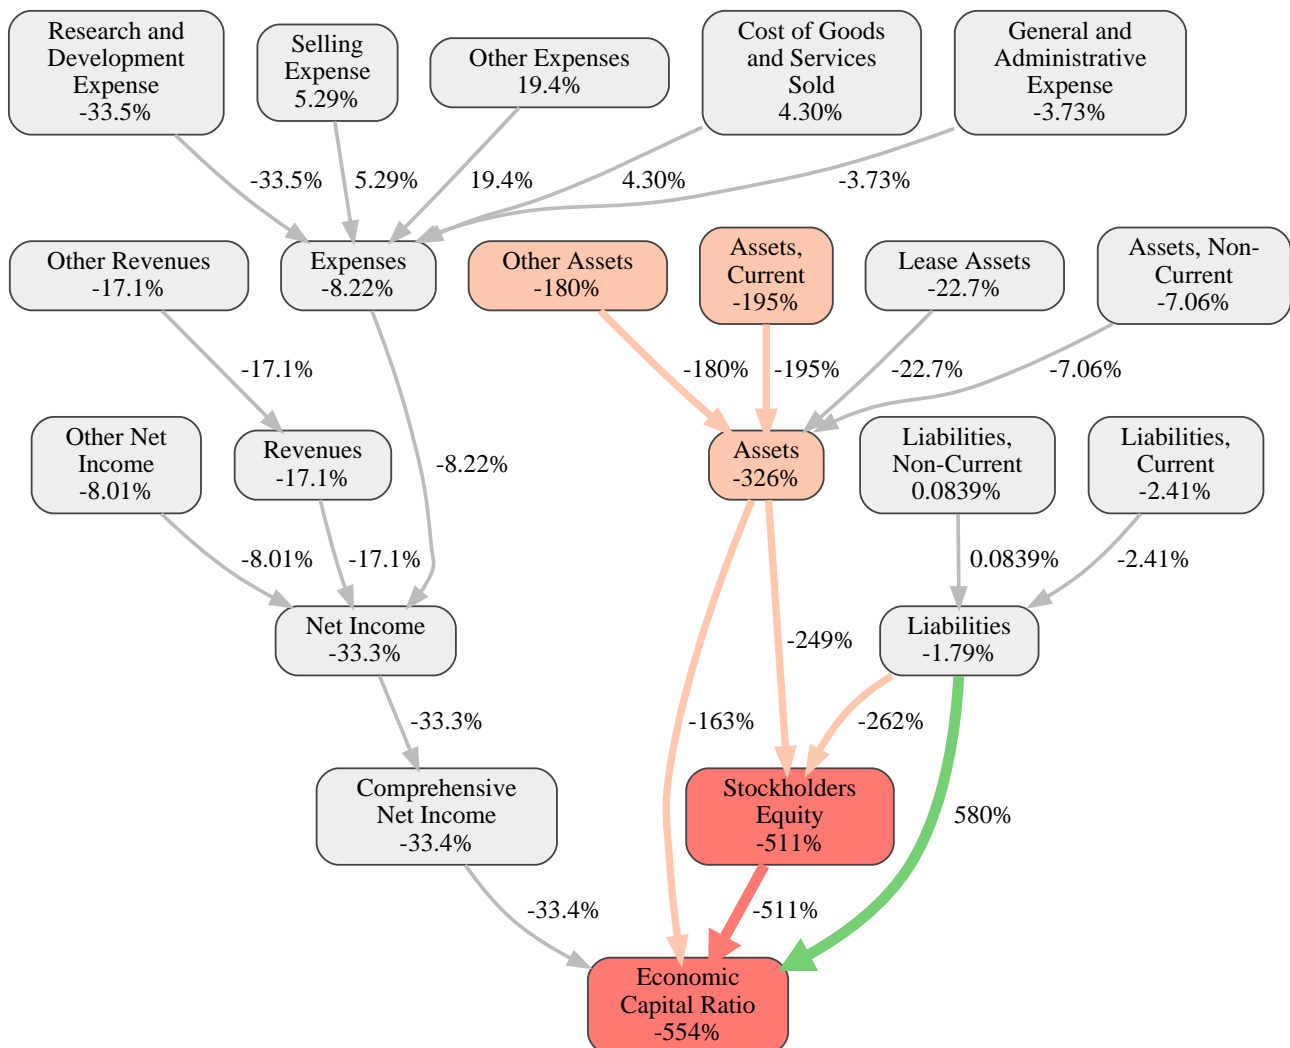 Research and
Development
Expense
-33.5%
Selling
Expense
5.29%
Other Expenses
19.4%
Cost of Goods
and Services
Sold
4.30%
General and
Administrative
Expense
-3.73%
-33.5%
5.29%
19.4%
4.30%
-3.73%
Other Revenues
-17.1%
Expenses
-8.22%
Other Assets
-180%
Assets,
Current
-195%
Lease Assets
-22.7%
Assets, Non-
Current
-7.06%
-17.1%
-180%
-195%
-22.7%
-7.06%
Other Net
Income
-8.01%
Revenues
-17.1%
-8.22%
Assets
-326%
Liabilities,
Non-Current
0.0839%
Liabilities,
Current
-2.41%
-8.01%
-17.1%
0.0839%
-2.41%
Net Income
-33.3%
-249%
Liabilities
-1.79%
-33.3%
-163%
-262%
Comprehensive
Net Income
-33.4%
Stockholders
Equity
-511%
580%
-33.4%
-511%
Economic
Capital Ratio
-554%